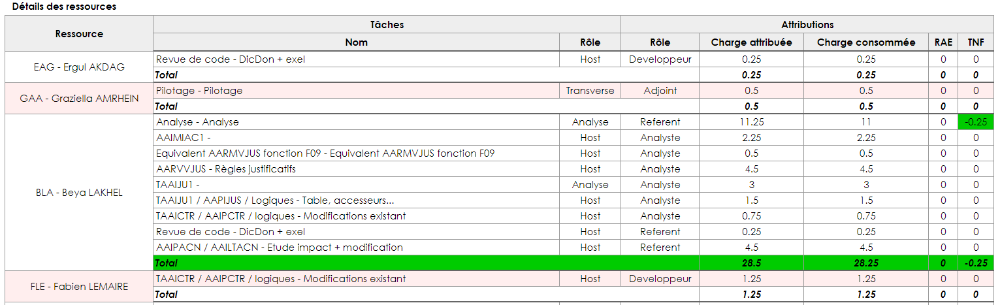 Détails des ressources
Ressource Tâches Attributions
Nom Rôle Rôle Charge attribuée Charge consommée RAE TNF
EAG - Ergul AKDAG
Revue de code - DicDon + exel Host Developpeur 0.25 0.25 0 0
Total 0.25 0.25 0 0
GAA - Graziella AMRHEIN
Pilotage - Pilotage Transverse Adjoint 0.5 0.5 0 0
Total 0.5 0.5 0 0
BLA - Beya LAKHEL
Analyse - Analyse Analyse Referent 11.25 11 0 -0.25
AAIMIAC1 - Host Analyste 2.25 2.25 0 0
Equivalent AARMVJUS fonction F09 - Equivalent AARMVJUS fonction F09 Host Analyste 0.5 0.5 0 0
AARVVJUS - Règles justificatifs Host Analyste 4.5 4.5 0 0
TAAIJU1 - Analyse Analyste 3 3 0 0
TAAIJU1 / AAPIJUS / Logiques - Table, accesseurs... Host Analyste 1.5 1.5 0 0
TAAICTR / AAIPCTR / logiques - Modifications existant Host Analyste 0.75 0.75 0 0
Revue de code - DicDon + exel Host Referent 0.25 0.25 0 0
AAIPACN / AAILTACN - Etude impact + modification Host Referent 4.5 4.5 0 0
Total 28.5 28.25 0 -0.25
FLE - Fabien LEMAIRE
TAAICTR / AAIPCTR / logiques - Modifications existant Host Developpeur 1.25 1.25 0 0
Total 1.25 1.25 0 0